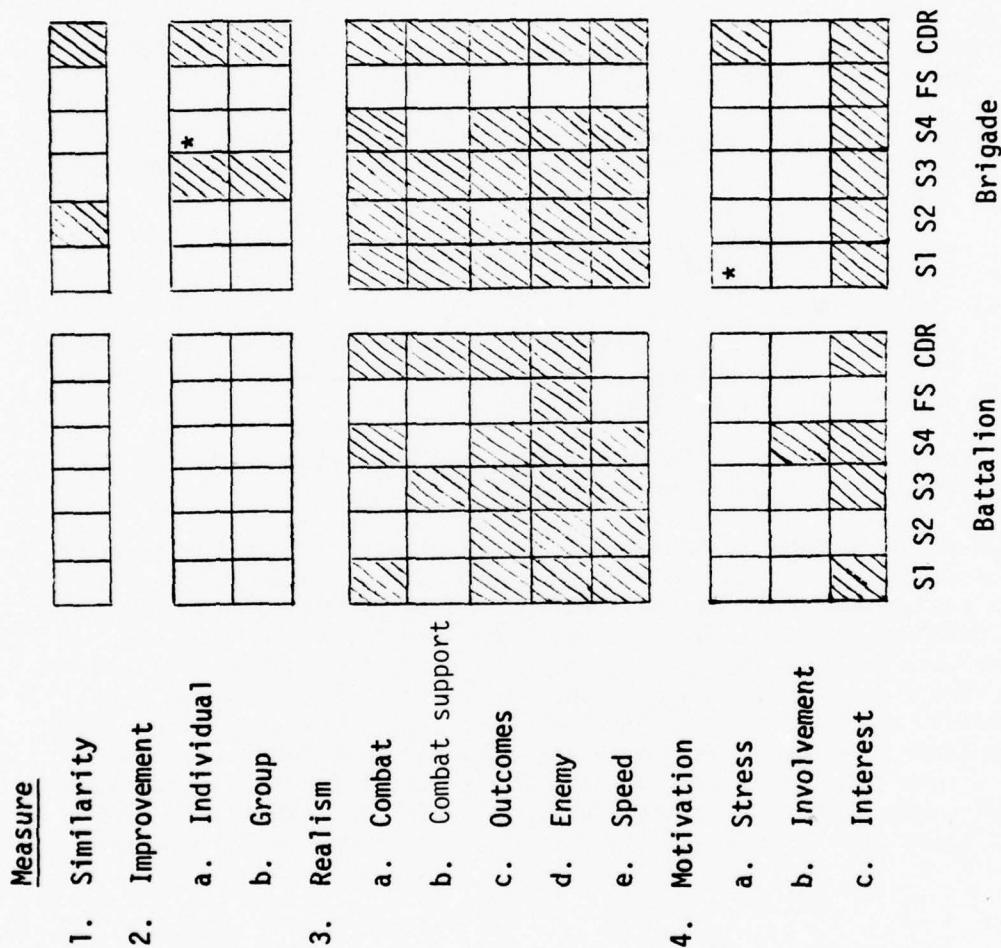 Measure
1. Similarity
2. Improvement
a. Individual
*
b. Group
3. Realism
a. Combat
b. Combat support
c. Outcomes
d. Enemy
e. Speed
4. Motivation
a. Stress
*
b. Involvement
c. Interest
S1 S2 S3 S4 FS CDR
S1 S2 S3 S4 FS CDR
Battalion
Brigade